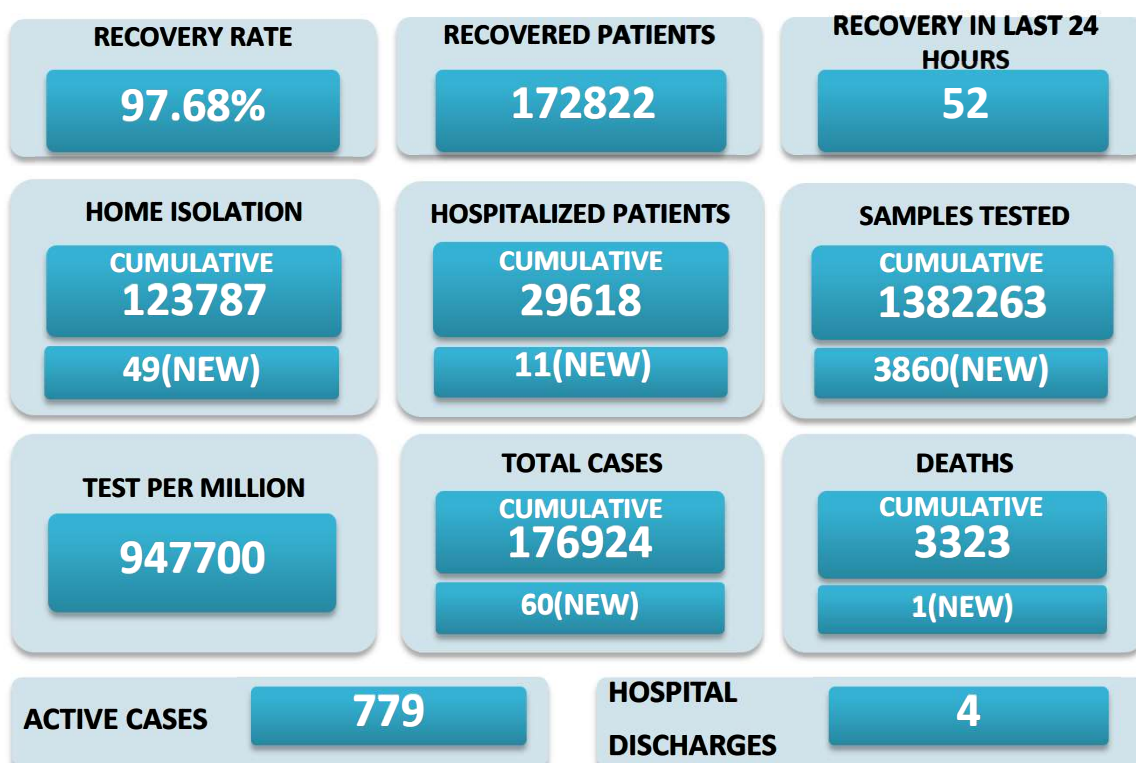 RECOVERY RATE
97.68%
RECOVERED PATIENTS
172822
RECOVERY IN LAST 24
HOURS
52
HOME ISOLATION
CUMULATIVE
123787
49(NEW)
HOSPITALIZED PATIENTS
CUMULATIVE
29618
11(NEW)
SAMPLES TESTED
CUMULATIVE
1382263
3860(NEW)
TEST PER MILLION
947700
TOTAL CASES
CUMULATIVE
176924
60(NEW)
DEATHS
CUMULATIVE
3323
1(NEW)
ACTIVE CASES
779
HOSPITAL
DISCHARGES
4